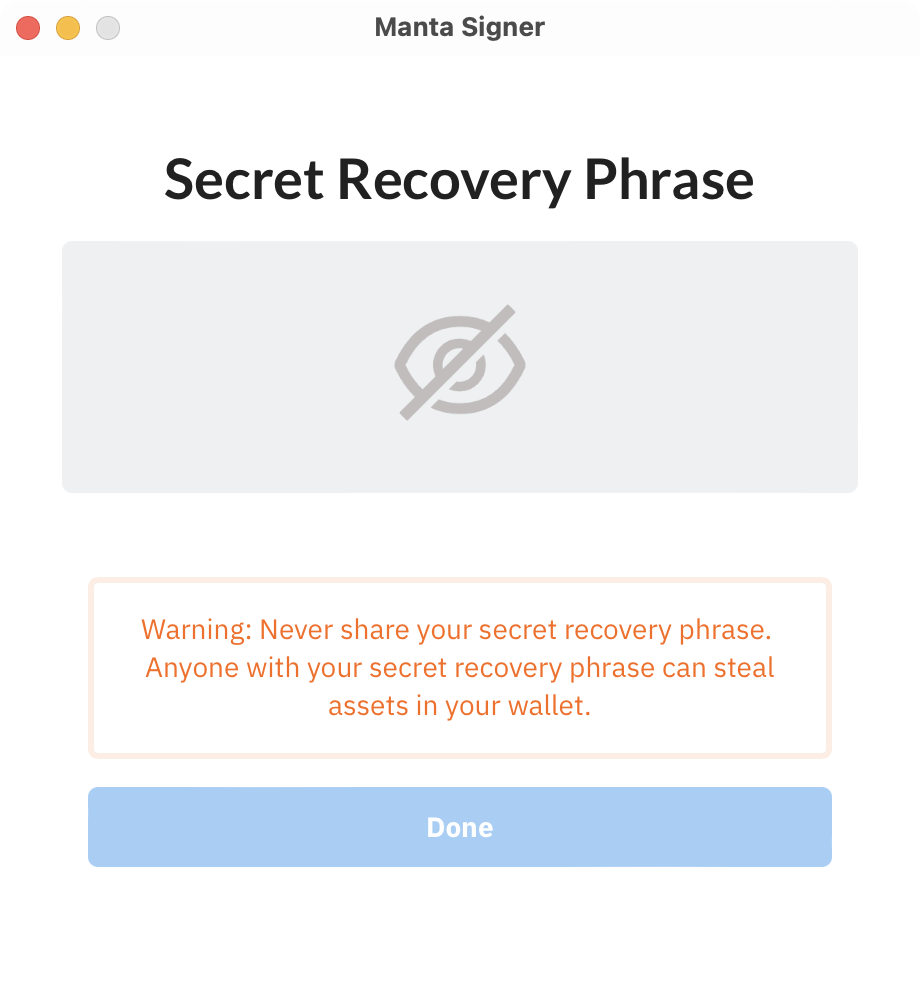 Manta Signer
Secret Recovery Phrase
Warning: Never share your secret recovery phrase.
Anyone with your secret recovery phrase can steal
assets in your wallet.
Done